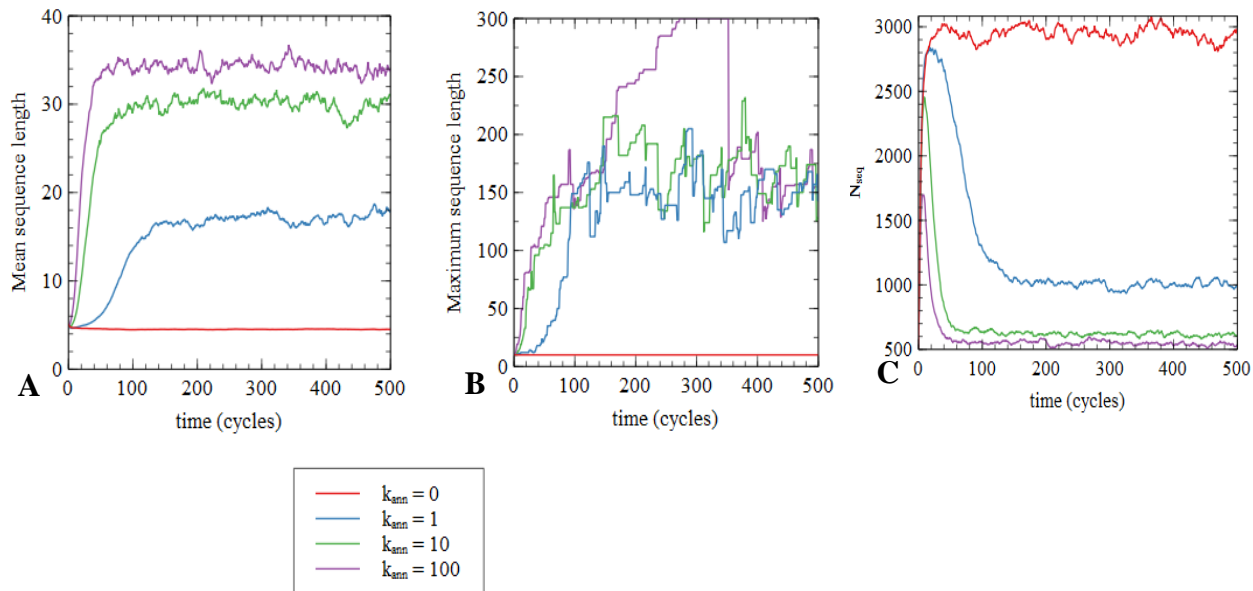 Mean sequence length
40
30
20
10
0
0 100 200 300 400 500
time (cycles)
A
Maximum sequence length
300
250
200
150
100
50
0
0 100 200 300 400 500
time (cycles)
B
N_seq
3000
2500
2000
1500
1000
500
0 100 200 300 400 500
time (cycles)
C
k_ann = 0
k_ann = 1
k_ann = 10
k_ann = 100